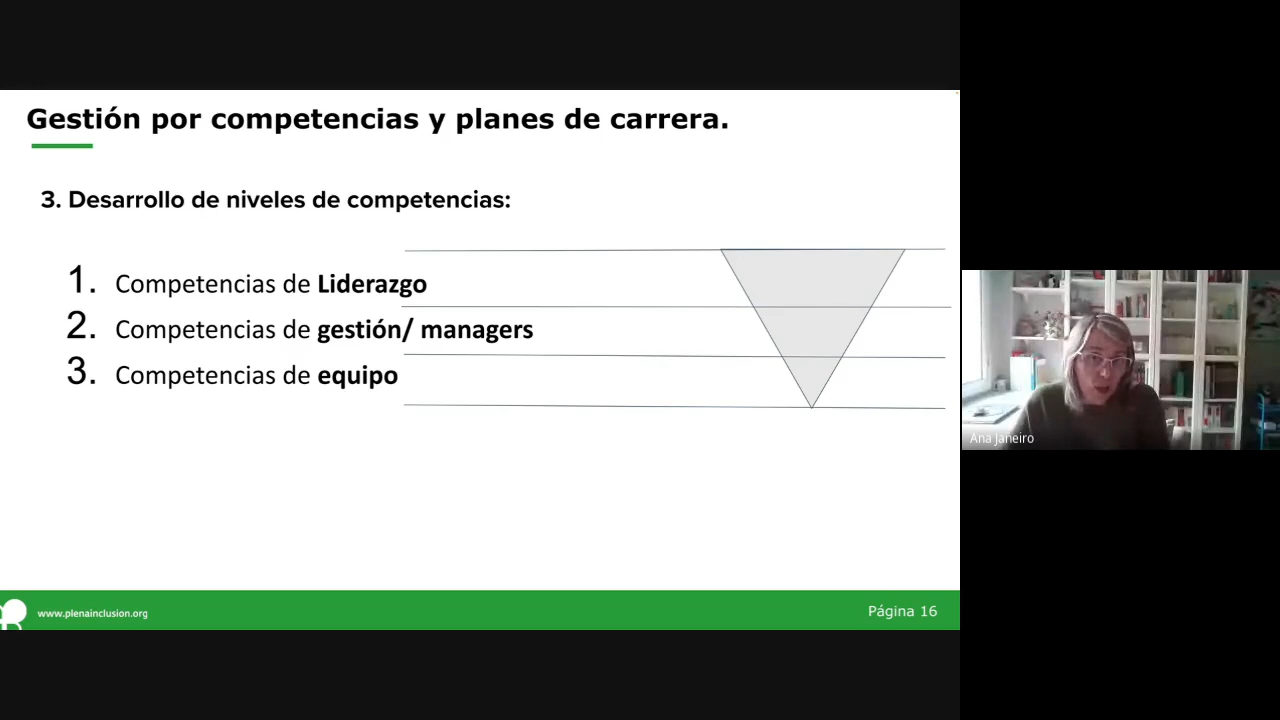 Gestión por competencias y planes de carrera.
3. Desarrollo de niveles de competencias:
1. Competencias de Liderazgo
2. Competencias de gestión/ managers
3. Competencias de equipo
Ana Janeiro
www.plenainclusion.org
Página 16